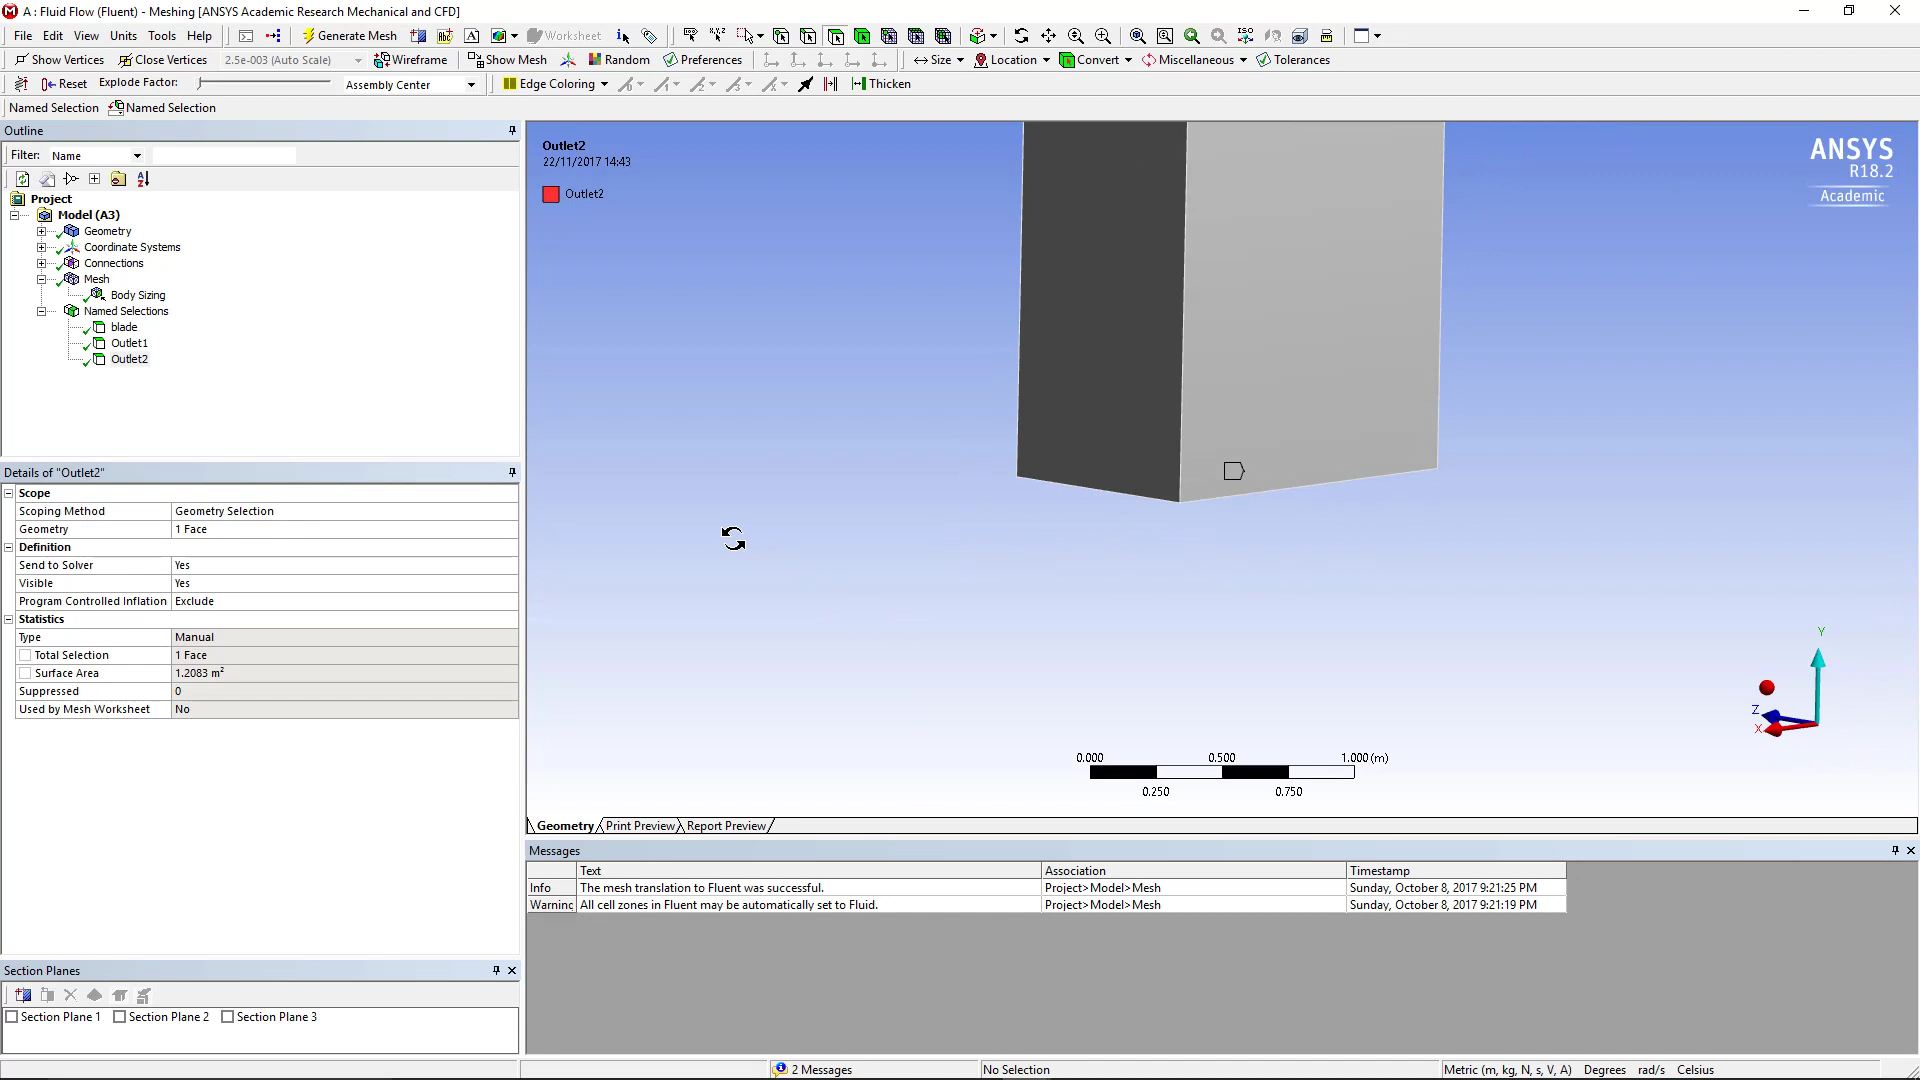 A : Fluid Flow (Fluent) - Meshing [ANSYS Academic Research Mechanical and CFD]
File Edit View Units Tools Help Generate Mesh Worksheet
Show Vertices Close Vertices 2.5e-003 (Auto Scale) Wireframe Show Mesh Random Preferences Size Location Convert Miscellaneous Tolerances
Reset Explode Factor: Assembly Center Edge Coloring Thicken
Named Selection Named Selection
Outline
Filter: Name
Project
Model (A3)
Geometry
Coordinate Systems
Connections
Mesh
Body Sizing
Named Selections
blade
Outlet1
Outlet2
Details of "Outlet2"
Scope
Scoping Method Geometry Selection
Geometry 1 Face
Definition
Send to Solver Yes
Visible Yes
Program Controlled Inflation Exclude
Statistics
Type Manual
Total Selection 1 Face
Surface Area 1.2083 m²
Suppressed 0
Used by Mesh Worksheet No
Section Planes
Section Plane 1 Section Plane 2 Section Plane 3
Outlet2
22/11/2017 14:43
Outlet2
ANSYS
R18.2
Academic
Y
Z
X
0.000 0.500 1.000 (m)
0.250 0.750
Geometry Print Preview Report Preview
Messages
Text Association Timestamp
Info The mesh translation to Fluent was successful. Project>Model>Mesh Sunday, October 8, 2017 9:21:25 PM
Warning All cell zones in Fluent may be automatically set to Fluid. Project>Model>Mesh Sunday, October 8, 2017 9:21:19 PM
2 Messages No Selection Metric (m, kg, N, s, V, A) Degrees rad/s Celsius